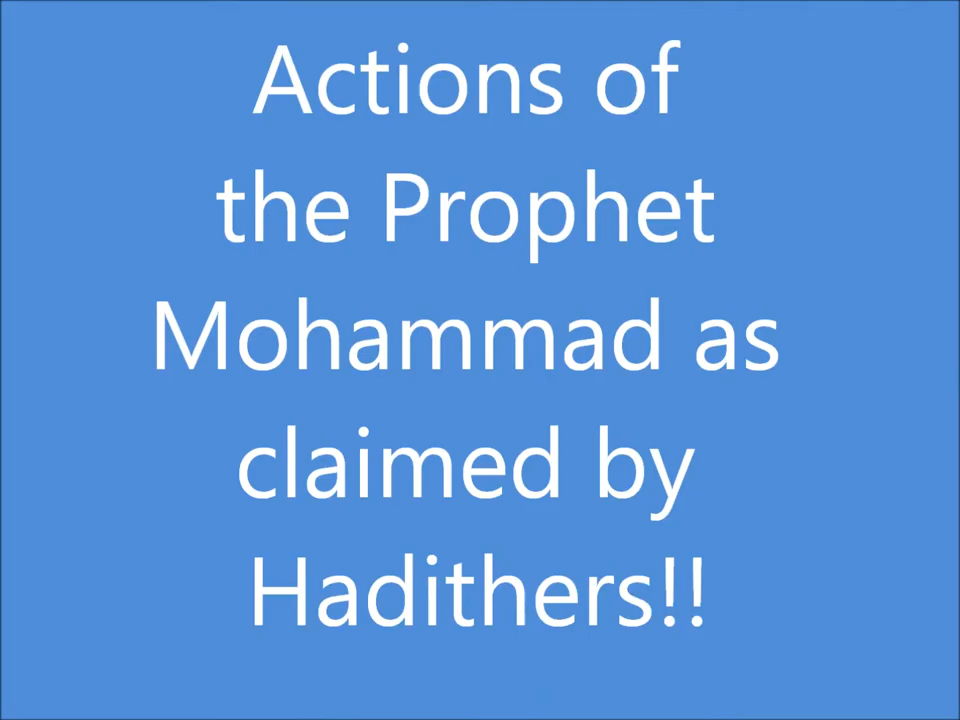 Actions of
the Prophet
Mohammad as
claimed by
Hadithers!!